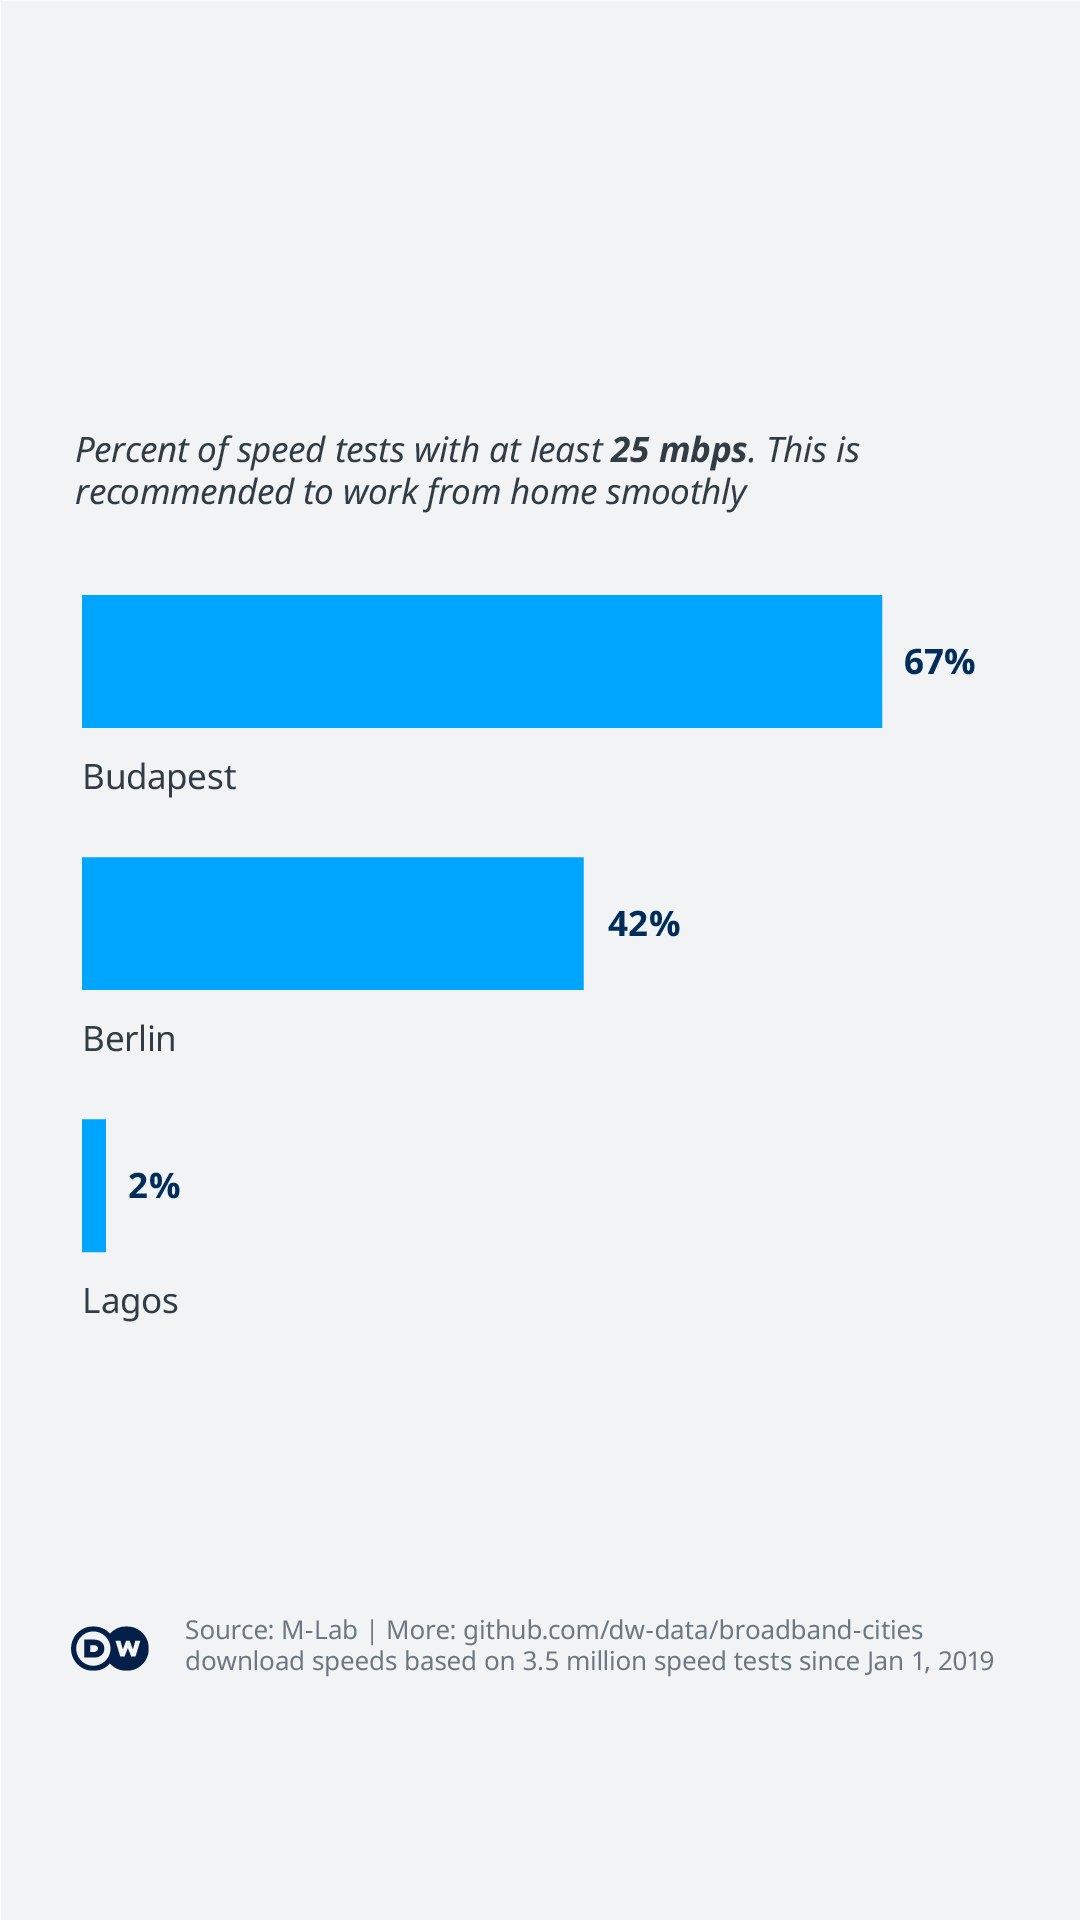 Percent of speed tests with at least 25 mbps. This is
recommended to work from home smoothly
67%
Budapest
42%
Berlin
2%
Lagos
DW
Source: M-Lab | More: github.com/dw-data/broadband-cities
download speeds based on 3.5 million speed tests since Jan 1, 2019